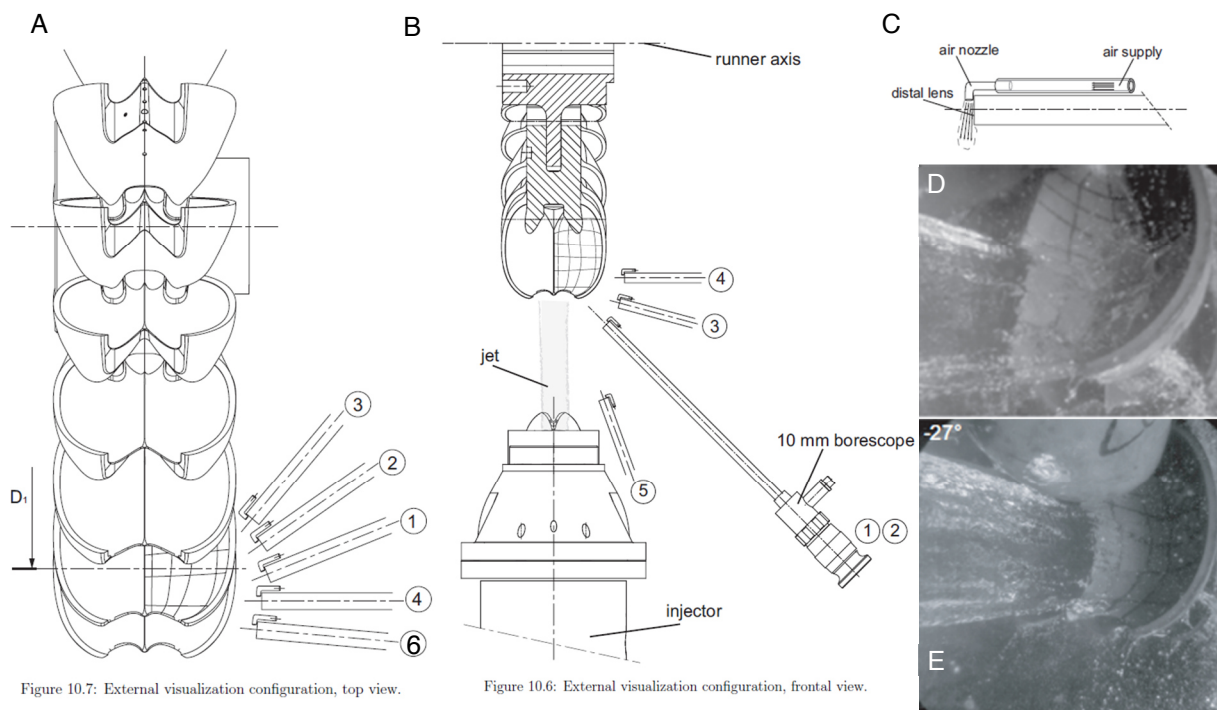 A
B
C
D
E
-27°
runner axis
air nozzle
air supply
distal lens
4
3
jet
10 mm borescope
5
1 2
injector
3
2
1
4
6
D₁
Figure 10.7: External visualization configuration, top view.
Figure 10.6: External visualization configuration, frontal view.